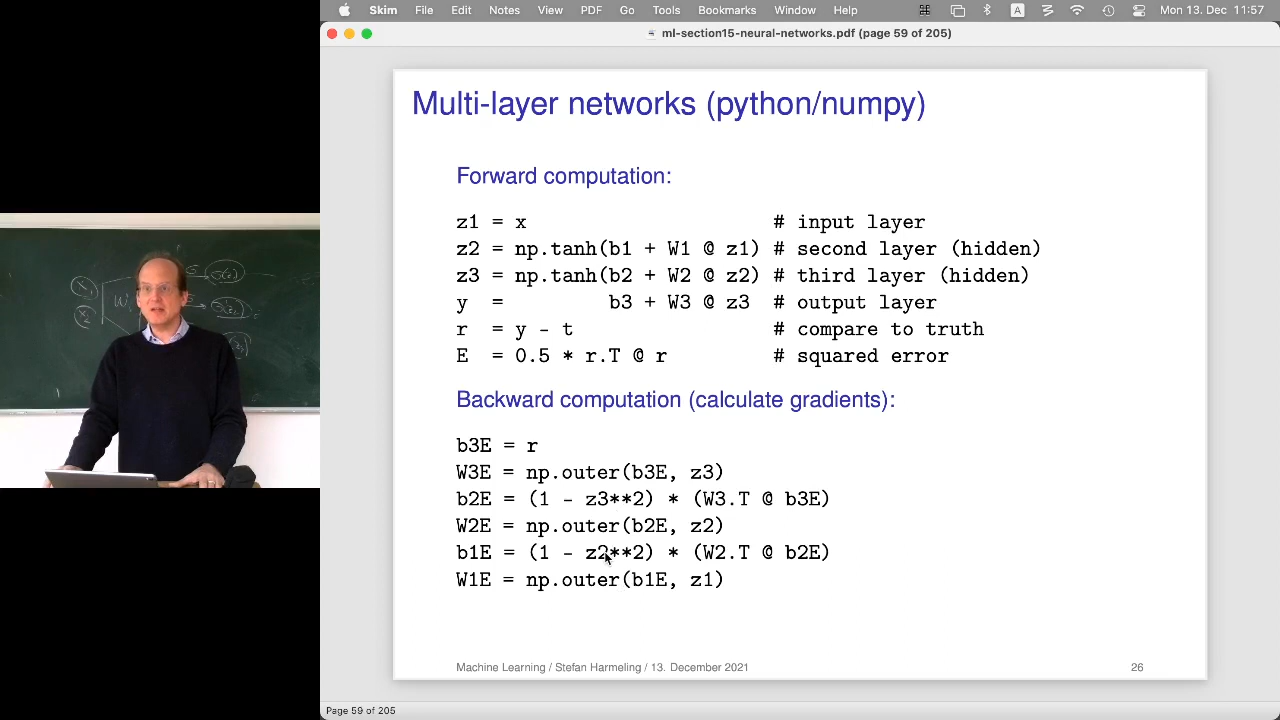 Skim File Edit Notes View PDF Go Tools Bookmarks Window Help A Mon 13. Dec 11:57
ml-section15-neural-networks.pdf (page 59 of 205)
Multi-layer networks (python/numpy)
Forward computation:
z1 = x # input layer
z2 = np.tanh(b1 + W1 @ z1) # second layer (hidden)
z3 = np.tanh(b2 + W2 @ z2) # third layer (hidden)
y = b3 + W3 @ z3 # output layer
r = y - t # compare to truth
E = 0.5 * r.T @ r # squared error
Backward computation (calculate gradients):
b3E = r
W3E = np.outer(b3E, z3)
b2E = (1 - z3**2) * (W3.T @ b3E)
W2E = np.outer(b2E, z2)
b1E = (1 - z2**2) * (W2.T @ b2E)
W1E = np.outer(b1E, z1)
Machine Learning / Stefan Harmeling / 13. December 2021 26
Page 59 of 205